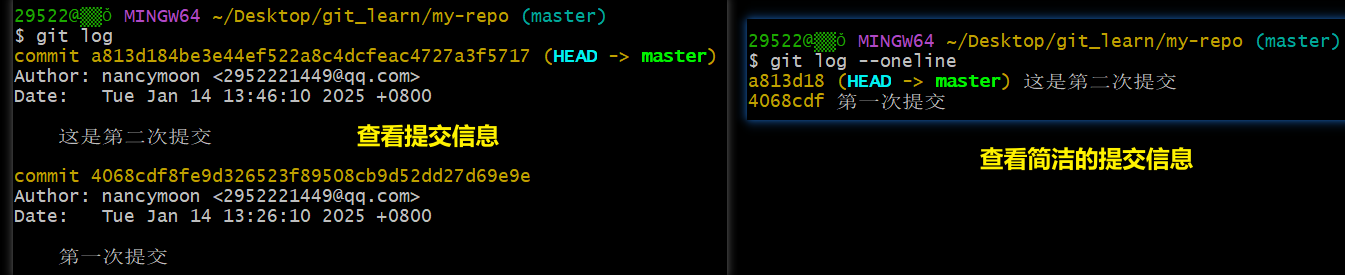 29522@ MINGW64 ~/Desktop/git_learn/my-repo (master)
$ git log
commit a813d184be3e44ef522a8c4dcfeac4727a3f5717 (HEAD -> master)
Author: nancymoon <2952221449@qq.com>
Date:   Tue Jan 14 13:46:10 2025 +0800
这是第二次提交
查看提交信息
commit 4068cdf8fe9d326523f89508cb9d52dd27d69e9e
Author: nancymoon <2952221449@qq.com>
Date:   Tue Jan 14 13:26:10 2025 +0800
第一次提交
29522@ MINGW64 ~/Desktop/git_learn/my-repo (master)
$ git log --oneline
a813d18 (HEAD -> master) 这是第二次提交
4068cdf 第一次提交
查看简洁的提交信息